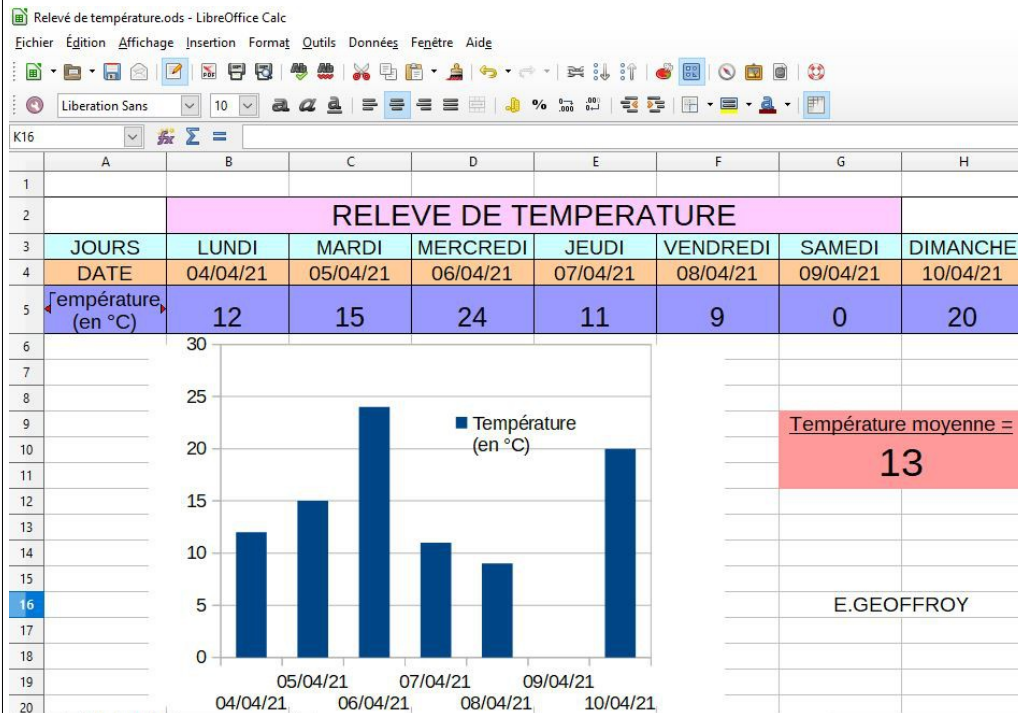 Relevé de température.ods - LibreOffice Calc
Fichier Édition Affichage Insertion Format Outils Données Fenêtre Aide
Liberation Sans 10
K16
A B C D E F G H
1
2 RELEVE DE TEMPERATURE
3 JOURS LUNDI MARDI MERCREDI JEUDI VENDREDI SAMEDI DIMANCHE
4 DATE 04/04/21 05/04/21 06/04/21 07/04/21 08/04/21 09/04/21 10/04/21
5 Température (en °C) 12 15 24 11 9 0 20
6 30
7
8 25
9 Température Température moyenne =
10 20 (en °C)
11 13
12 15
13
14 10
15
16 5 E.GEOFFROY
17
18 0
19 05/04/21 07/04/21 09/04/21
20 04/04/21 06/04/21 08/04/21 10/04/21